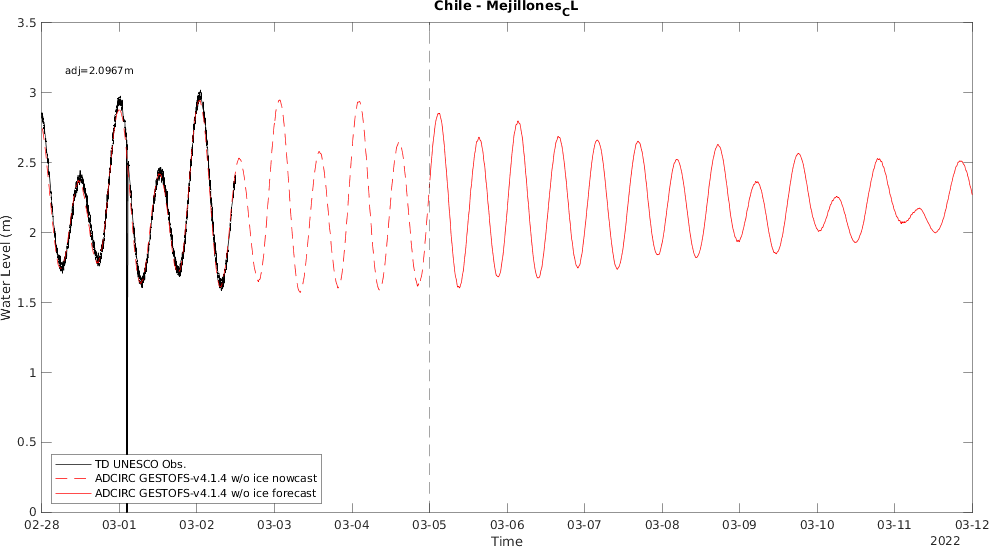 Chile - Mejillones_CL
3.5
adj=2.0967m
3
2.5
2
1.5
1
0.5
0
Water Level (m)
TD UNESCO Obs.
ADCIRC GESTOFS-v4.1.4 w/o ice nowcast
ADCIRC GESTOFS-v4.1.4 w/o ice forecast
02-28 03-01 03-02 03-03 03-04 03-05 03-06 03-07 03-08 03-09 03-10 03-11 03-12
Time
2022